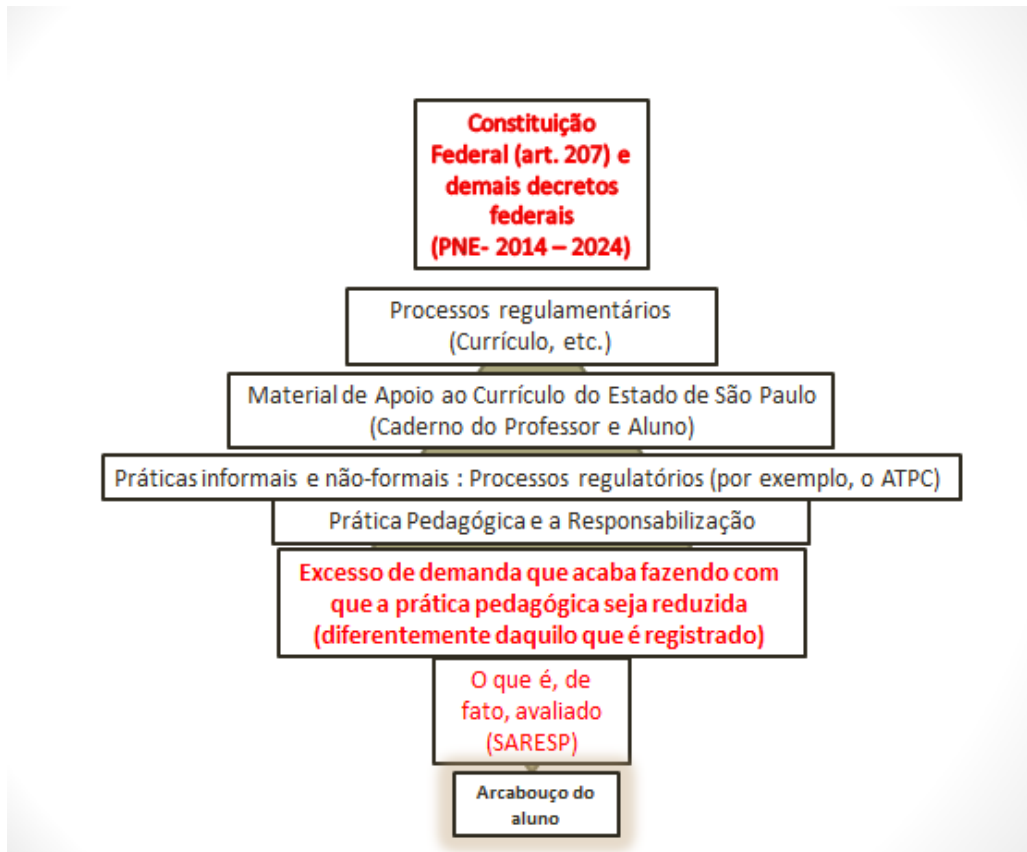 Constituição
Federal (art. 207) e
demais decretos
federais
(PNE- 2014 – 2024)
Processos regulamentários
(Currículo, etc.)
Material de Apoio ao Currículo do Estado de São Paulo
(Caderno do Professor e Aluno)
Práticas informais e não-formais : Processos regulatórios (por exemplo, o ATPC)
Prática Pedagógica e a Responsabilização
Excesso de demanda que acaba fazendo com
que a prática pedagógica seja reduzida
(diferentemente daquilo que é registrado)
O que é, de
fato, avaliado
(SARESP)
Arcabouço do
aluno